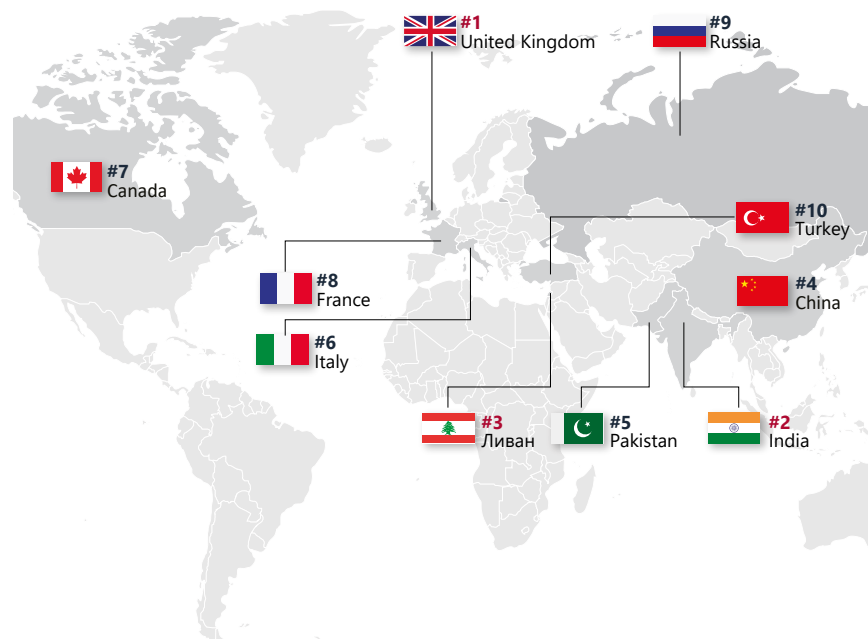 #1
United Kingdom
#9
Russia
#7
Canada
#10
Turkey
#8
France
#4
China
#6
Italy
#3
Ливан
#5
Pakistan
#2
India